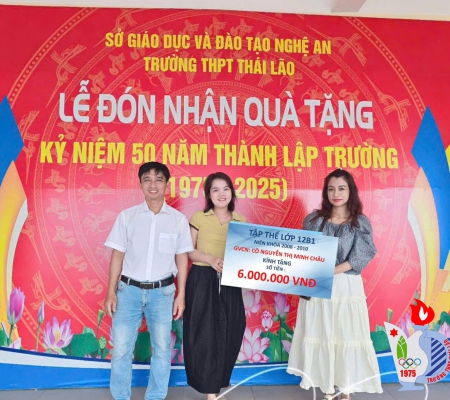 SỞ GIÁO DỤC VÀ ĐÀO TẠO NGHỆ AN
TRƯỜNG THPT THÁI LÃO
LỄ ĐÓN NHẬN QUÀ TẶNG
KỶ NIỆM 50 NĂM THÀNH LẬP TRƯỜNG
2025)
TẬP THỂ LỚP 12B1
NIÊN KHÓA 2008 - 2010
GVCN: CÔ NGUYỄN THỊ MINH CHÂU
KÍNH TẶNG
SỐ TIỀN :
6.000.000 VNĐ
1975
TRƯỜNG